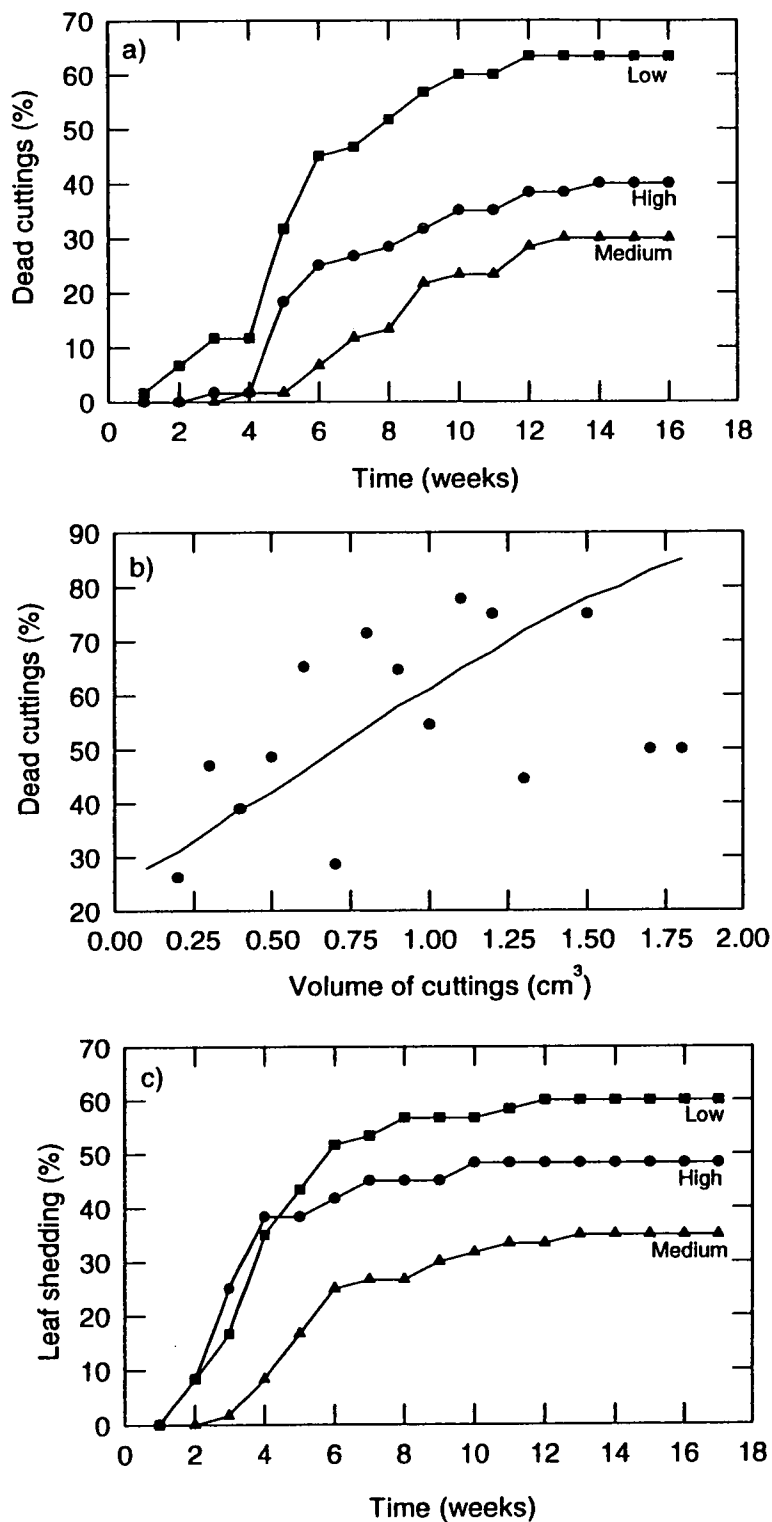 a)
Dead cuttings (%)
70
60
50
40
30
20
10
0
Low
High
Medium
0 2 4 6 8 10 12 14 16 18
Time (weeks)
b)
Dead cuttings (%)
90
80
70
60
50
40
30
20
0.00 0.25 0.50 0.75 1.00 1.25 1.50 1.75 2.00
Volume of cuttings (cm³)
c)
Leaf shedding (%)
70
60
50
40
30
20
10
0
Low
High
Medium
0 2 4 6 8 10 12 14 16 18
Time (weeks)